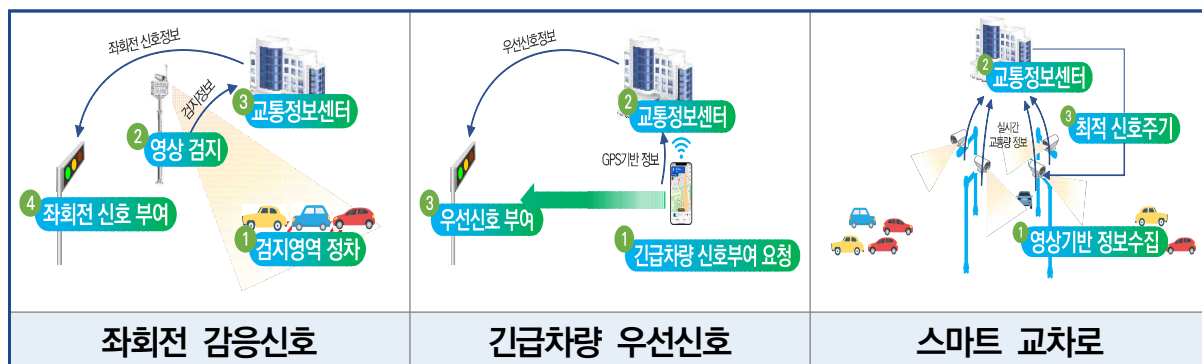 좌회전 신호정보
검지정보
3 교통정보센터
2 영상 검지
4 좌회전 신호 부여
1 검지영역 정차
좌회전 감응신호
우선신호정보
2 교통정보센터
GPS기반 정보
3 우선신호 부여
1 긴급차량 신호부여 요청
긴급차량 우선신호
2 교통정보센터
3 최적 신호주기
실시간
교통량 정보
1 영상기반 정보수집
스마트 교차로